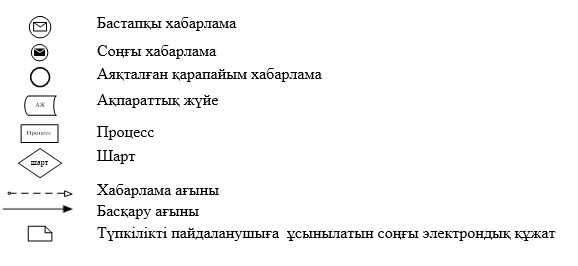 Бастапқы хабарлама
Соңғы хабарлама
Аяқталған қарапайым хабарлама
АЖ Ақпараттық жүйе
Процесс Процесс
шарт Шарт
Хабарлама ағыны
Басқару ағыны
Түпкілікті пайдаланушыға ұсынылатын соңғы электрондық құжат